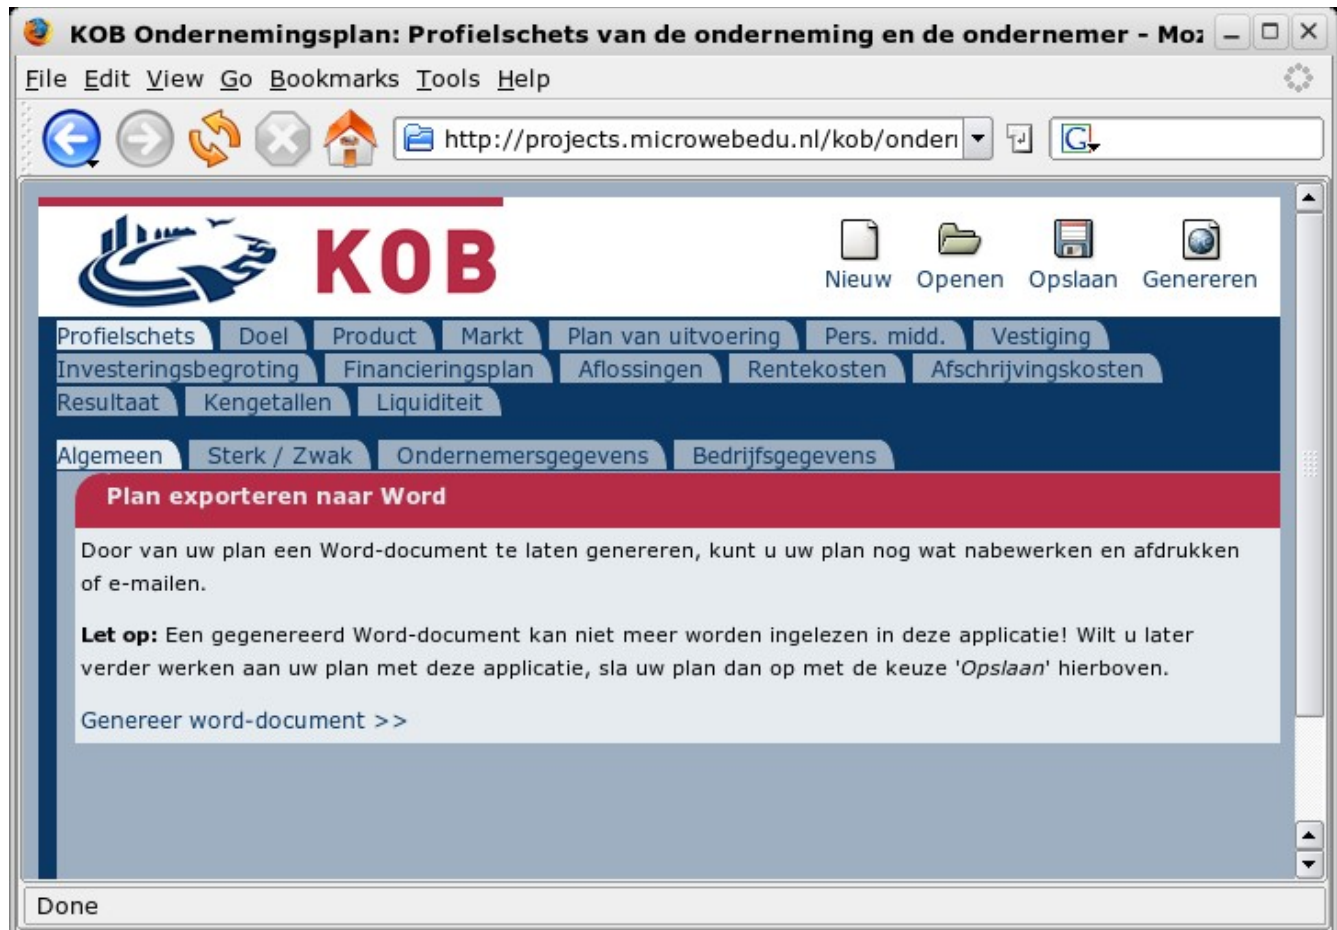 KOB Ondernemingsplan: Profielschets van de onderneming en de ondernemer - Moz
File Edit View Go Bookmarks Tools Help
http://projects.microwebedu.nl/kob/ondern
G
KOB
Nieuw Openen Opslaan Genereren
Profielschets Doel Product Markt Plan van uitvoering Pers. midd. Vestiging
Investeringsbegroting Financieringsplan Aflossingen Rentekosten Afschrijvingskosten
Resultaat Kengetallen Liquiditeit
Algemeen Sterk / Zwak Ondernemersgegevens Bedrijfsgegevens
Plan exporteren naar Word
Door van uw plan een Word-document te laten genereren, kunt u uw plan nog wat nabewerken en afdrukken
of e-mailen.
Let op: Een gegenereerd Word-document kan niet meer worden ingelezen in deze applicatie! Wilt u later
verder werken aan uw plan met deze applicatie, sla uw plan dan op met de keuze 'Opslaan' hierboven.
Genereer word-document >>
Done